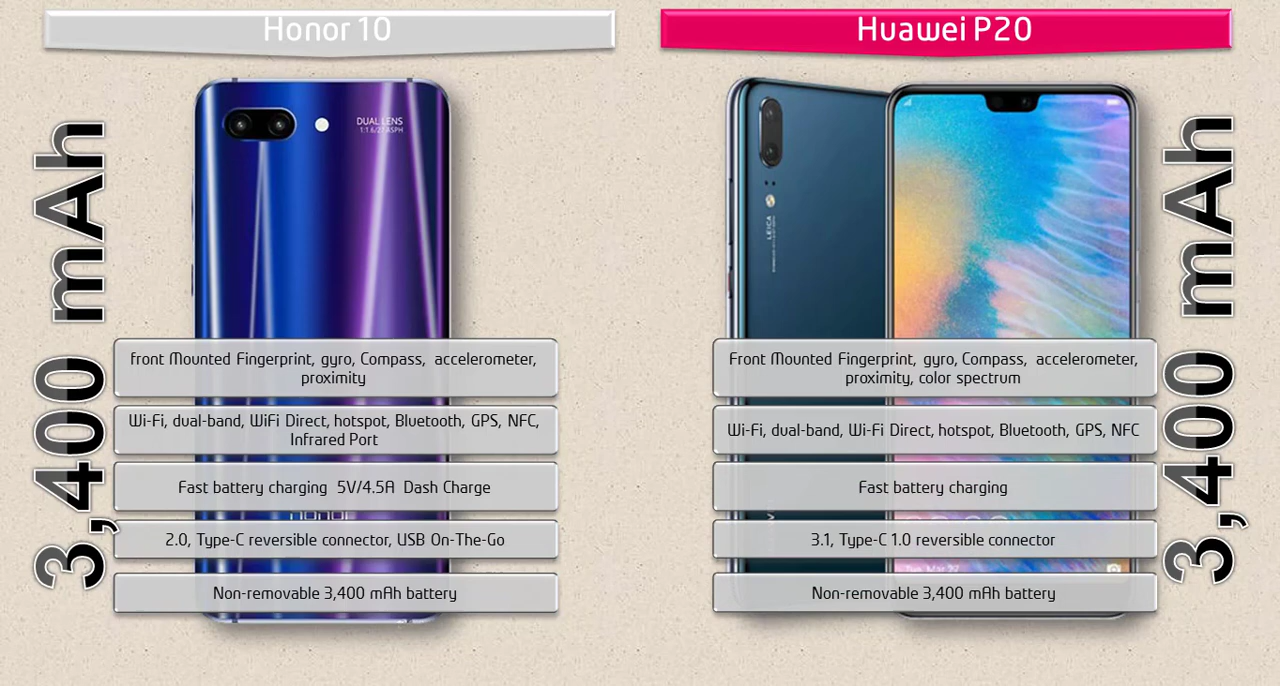 Honor 10
3,400 mAh
DUAL LENS
front Mounted Fingerprint, gyro, Compass, accelerometer,
proximity
Wi-Fi, dual-band, WiFi Direct, hotspot, Bluetooth, GPS, NFC,
Infrared Port
Fast battery charging 5V/4.5A Dash Charge
2.0, Type-C reversible connector, USB On-The-Go
Non-removable 3,400 mAh battery
Huawei P20
LEICA
Front Mounted Fingerprint, gyro, Compass, accelerometer,
proximity, color spectrum
Wi-Fi, dual-band, Wi-Fi Direct, hotspot, Bluetooth, GPS, NFC
Fast battery charging
3.1, Type-C 1.0 reversible connector
Non-removable 3,400 mAh battery
3,400 mAh